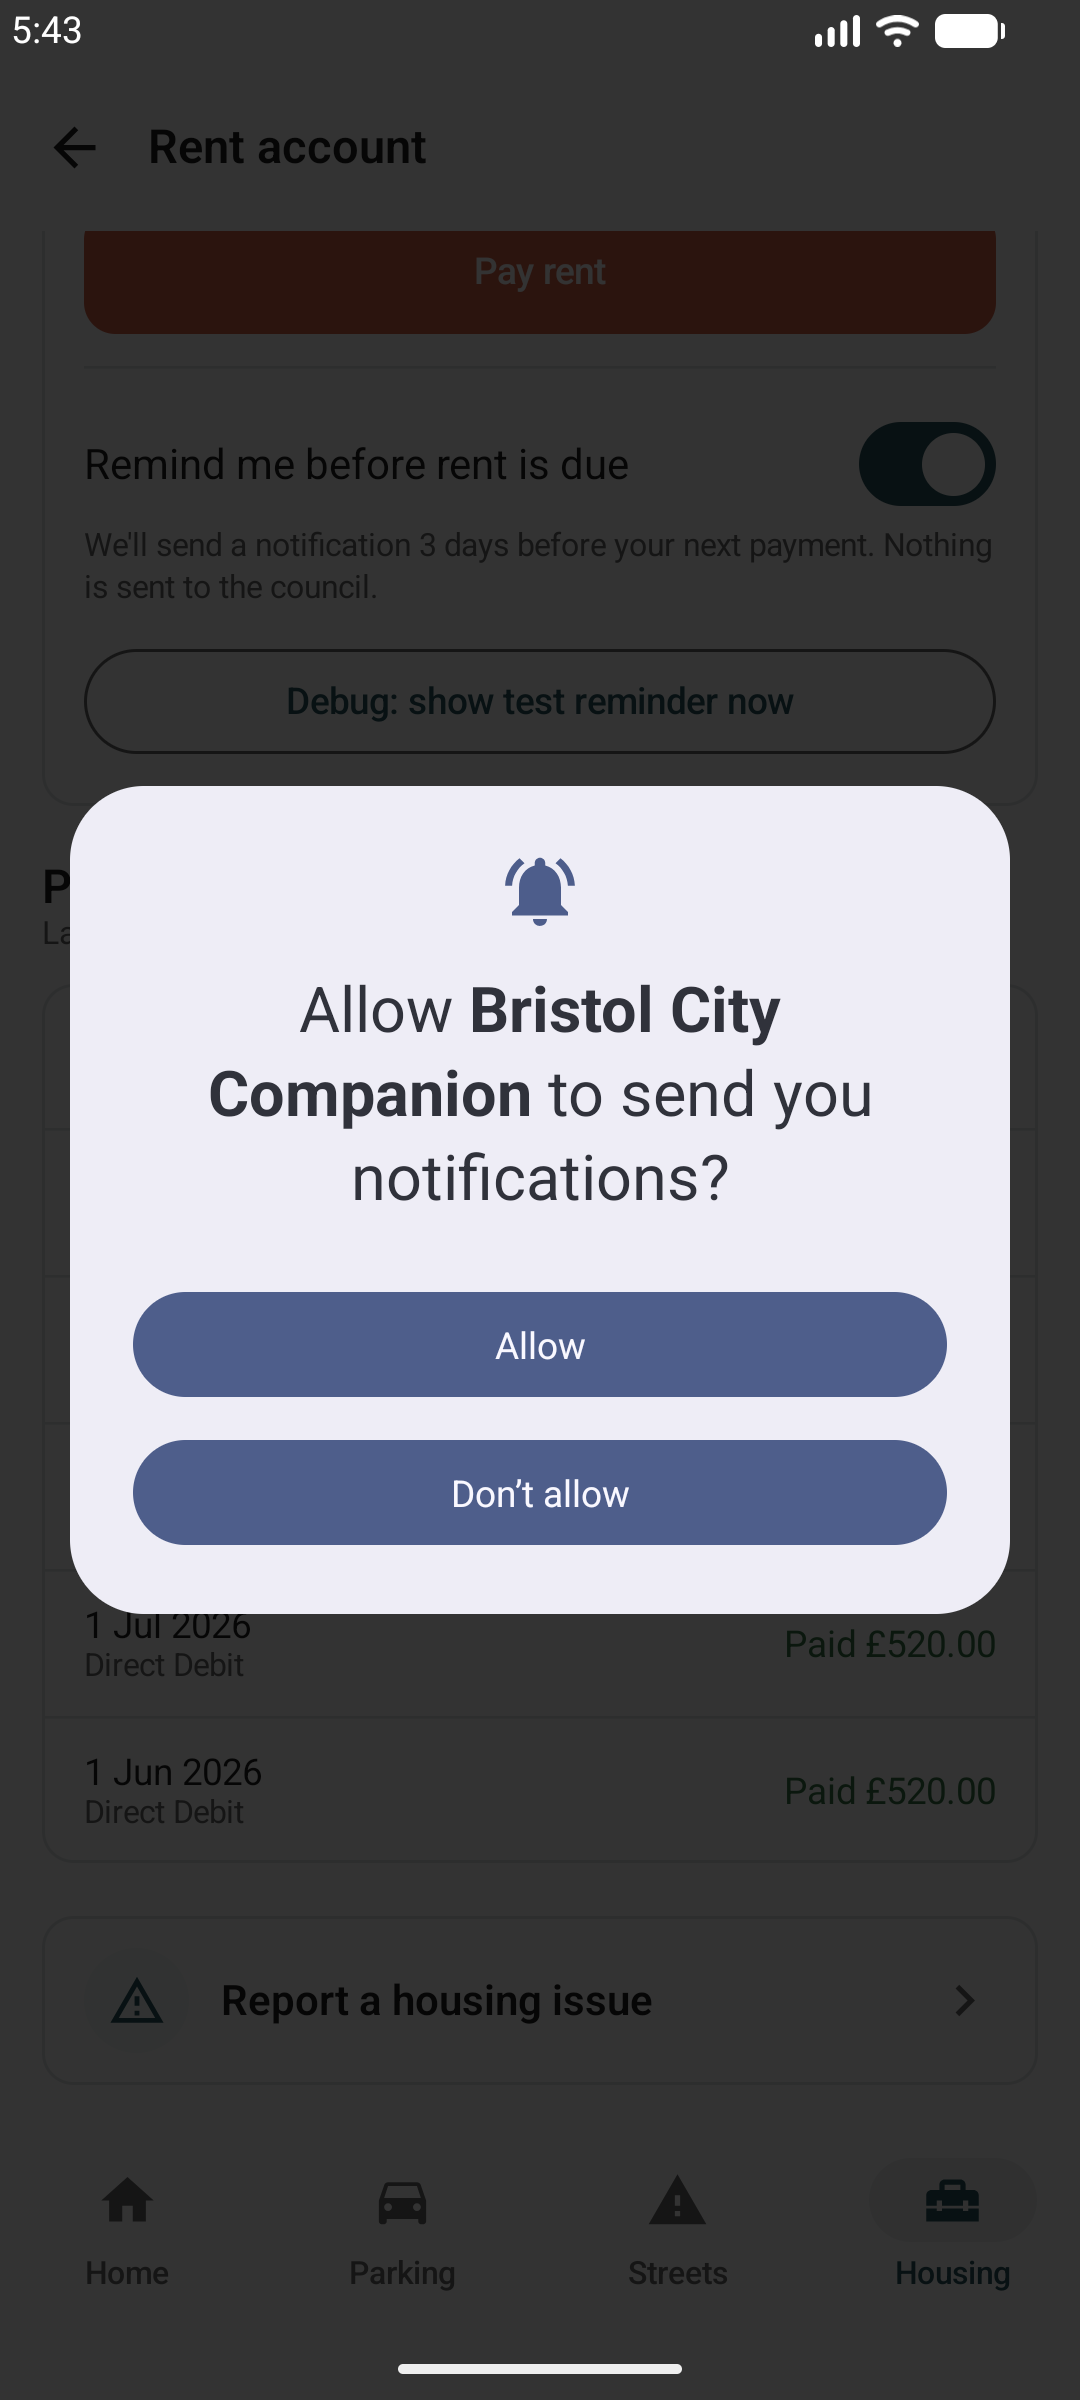 5:43
Rent account
Pay rent
Remind me before rent is due
We'll send a notification 3 days before your next payment. Nothing
is sent to the council.
Debug: show test reminder now
Allow Bristol City
Companion to send you
notifications?
Allow
Don’t allow
1 Jul 2026
Direct Debit
Paid £520.00
1 Jun 2026
Direct Debit
Paid £520.00
Report a housing issue
Home
Parking
Streets
Housing